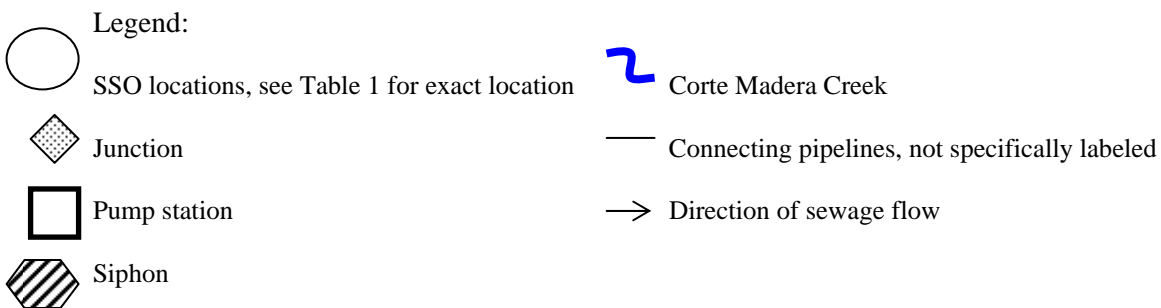 Legend:
SSO locations, see Table 1 for exact location
Corte Madera Creek
Junction
Connecting pipelines, not specifically labeled
Pump station
Direction of sewage flow
Siphon